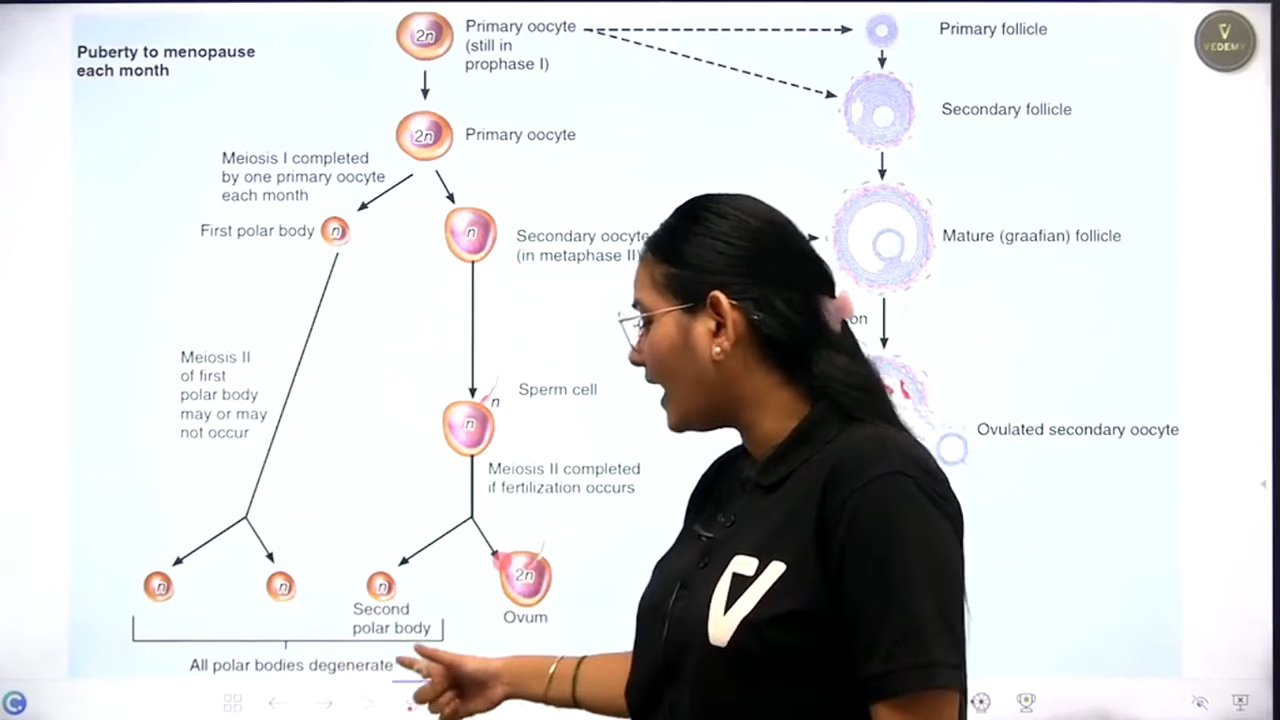 Puberty to menopause
each month
2n
Primary oocyte
(still in
prophase I)
Primary follicle
VEDEMY
Secondary follicle
2n
Primary oocyte
Meiosis I completed
by one primary oocyte
each month
First polar body
n
n
Secondary oocyte
(in metaphase II)
Mature (graafian) follicle
on
Meiosis II
of first
polar body
may or may
not occur
Sperm cell
n
n
Ovulated secondary oocyte
Meiosis II completed
if fertilization occurs
n
n
n
2n
Second
polar body
Ovum
All polar bodies degenerate